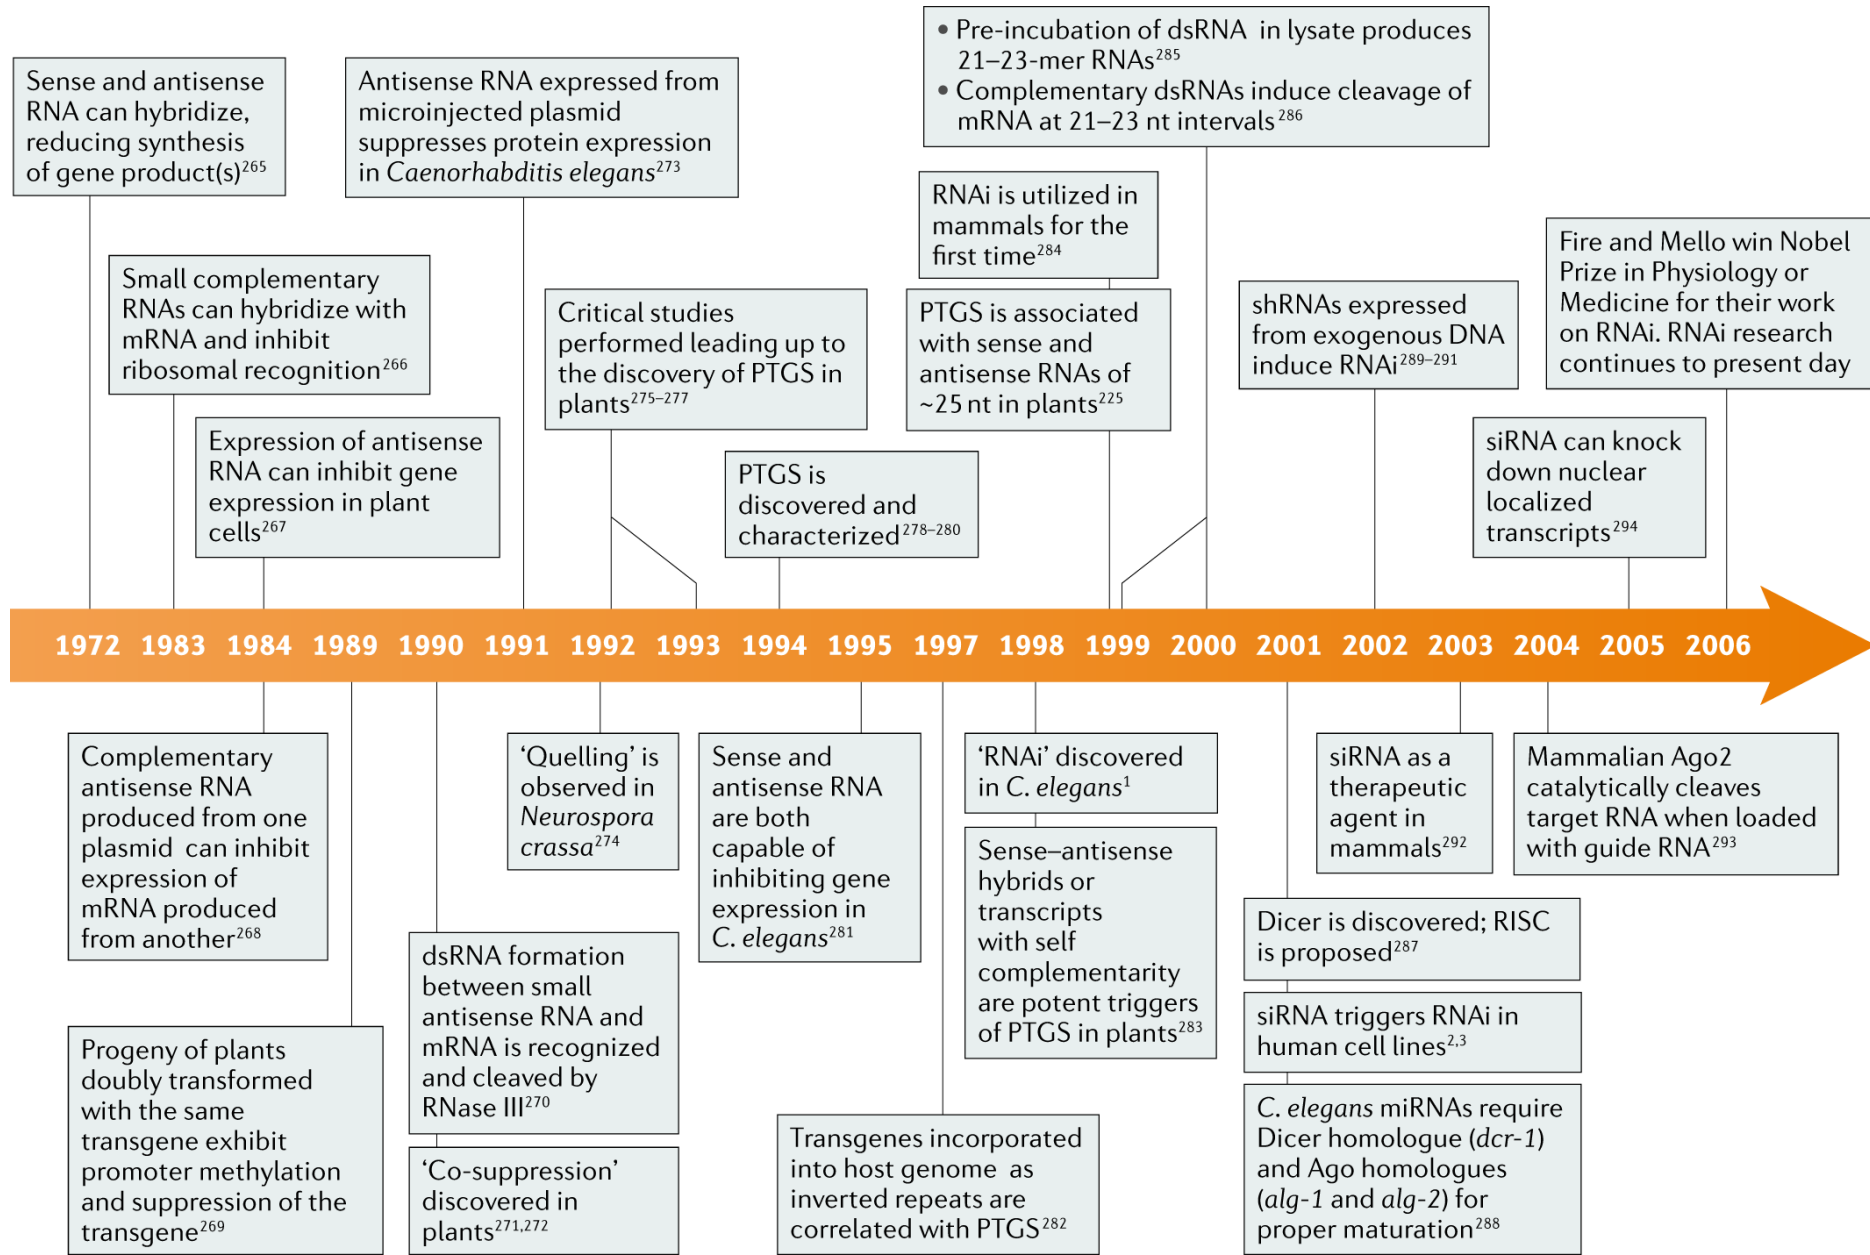 Sense and antisense
RNA can hybridize,
reducing synthesis
of gene product(s)265
Small complementary
RNAs can hybridize with
mRNA and inhibit
ribosomal recognition266
Expression of antisense
RNA can inhibit gene
expression in plant
cells267
Antisense RNA expressed from
microinjected plasmid
suppresses protein expression
in Caenorhabditis elegans273
Critical studies
performed leading up to
the discovery of PTGS in
plants275–277
PTGS is
discovered and
characterized278–280
• Pre-incubation of dsRNA in lysate produces
21–23-mer RNAs285
• Complementary dsRNAs induce cleavage of
mRNA at 21–23 nt intervals286
RNAi is utilized in
mammals for the
first time284
PTGS is associated
with sense and
antisense RNAs of
~25 nt in plants225
shRNAs expressed
from exogenous DNA
induce RNAi289–291
Fire and Mello win Nobel
Prize in Physiology or
Medicine for their work
on RNAi. RNAi research
continues to present day
siRNA can knock
down nuclear
localized
transcripts294
1972 1983 1984 1989 1990 1991 1992 1993 1994 1995 1997 1998 1999 2000 2001 2002 2003 2004 2005 2006
Complementary
antisense RNA
produced from one
plasmid can inhibit
expression of
mRNA produced
from another268
Progeny of plants
doubly transformed
with the same
transgene exhibit
promoter methylation
and suppression of the
transgene269
dsRNA formation
between small
antisense RNA and
mRNA is recognized
and cleaved by
RNase III270
‘Co-suppression’
discovered in
plants271,272
‘Quelling’ is
observed in
Neurospora
crassa274
Sense and
antisense RNA
are both
capable of
inhibiting gene
expression in
C. elegans281
Transgenes incorporated
into host genome as
inverted repeats are
correlated with PTGS282
‘RNAi’ discovered
in C. elegans1
Sense–antisense
hybrids or
transcripts
with self
complementarity
are potent triggers
of PTGS in plants283
Dicer is discovered; RISC
is proposed287
siRNA triggers RNAi in
human cell lines2,3
C. elegans miRNAs require
Dicer homologue (dcr-1)
and Ago homologues
(alg-1 and alg-2) for
proper maturation288
siRNA as a
therapeutic
agent in
mammals292
Mammalian Ago2
catalytically cleaves
target RNA when loaded
with guide RNA293